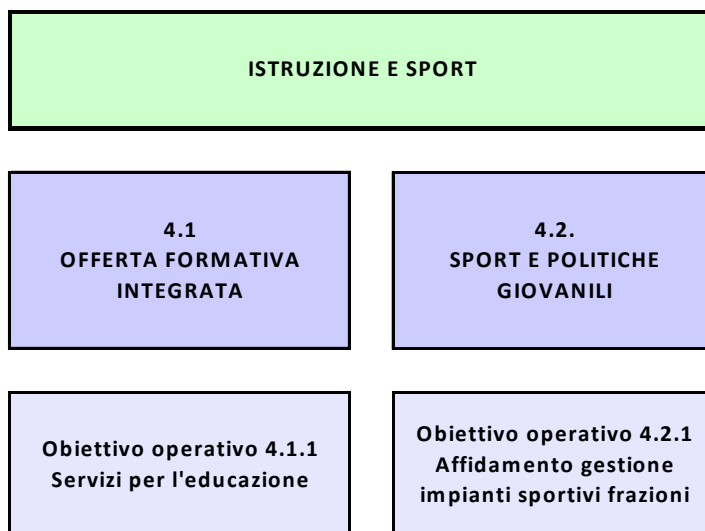 ISTRUZIONE E SPORT
4.1
OFFERTA FORMATIVA
INTEGRATA
4.2.
SPORT E POLITICHE
GIOVANILI
Obiettivo operativo 4.1.1
Servizi per l'educazione
Obiettivo operativo 4.2.1
Affidamento gestione
impianti sportivi frazioni